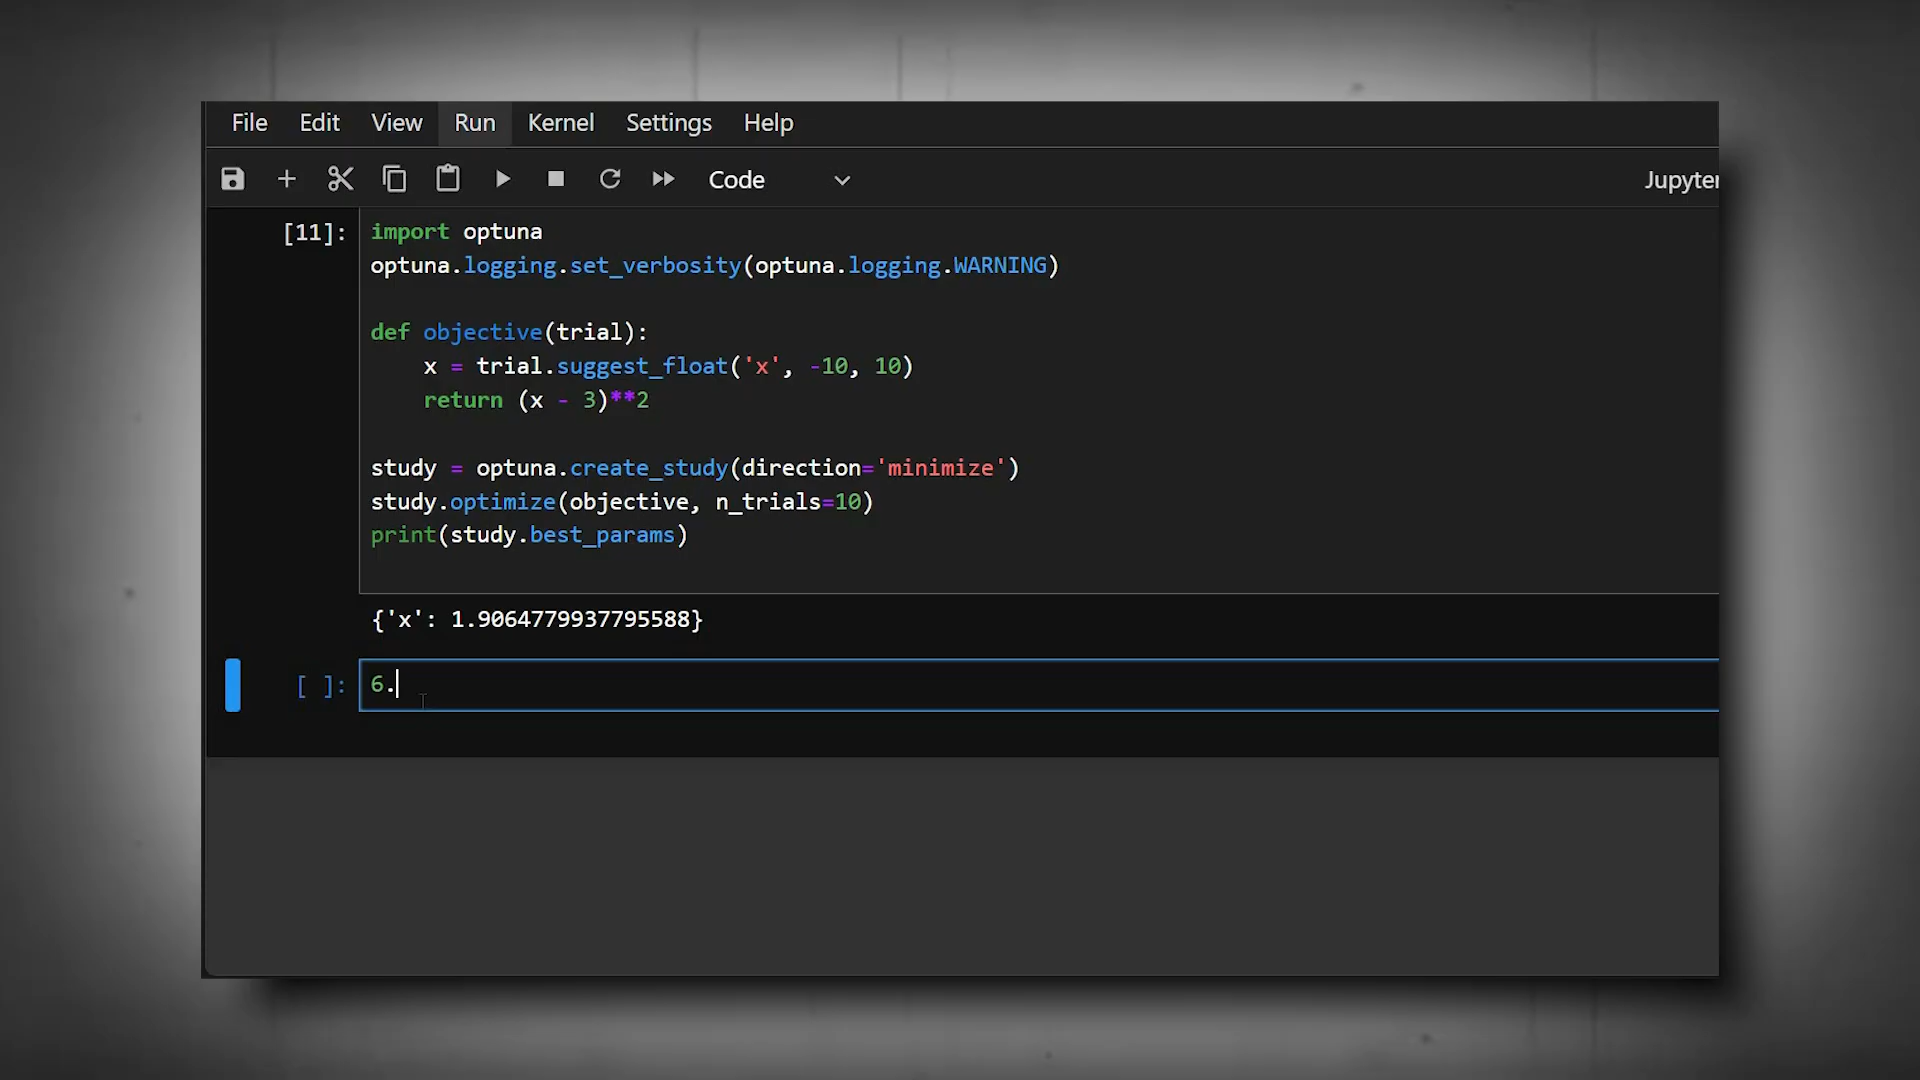 File Edit View Run Kernel Settings Help
Code Jupyter
[11]: import optuna
optuna.logging.set_verbosity(optuna.logging.WARNING)
def objective(trial):
    x = trial.suggest_float('x', -10, 10)
    return (x - 3)**2
study = optuna.create_study(direction='minimize')
study.optimize(objective, n_trials=10)
print(study.best_params)
{'x': 1.9064779937795588}
[ ]: 6.